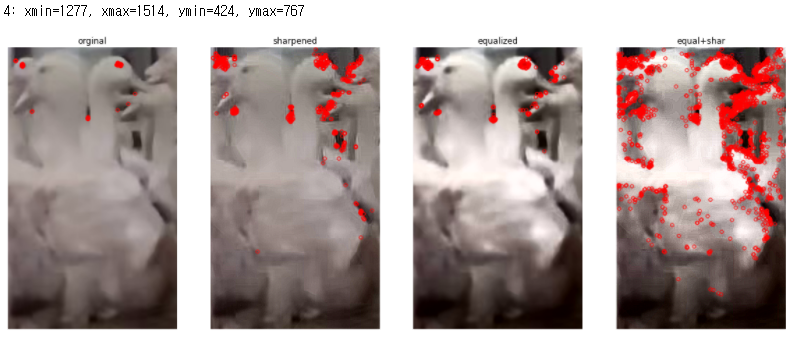 4: xmin=1277, xmax=1514, ymin=424, ymax=767
orginal
sharpened
equalized
equal+shar